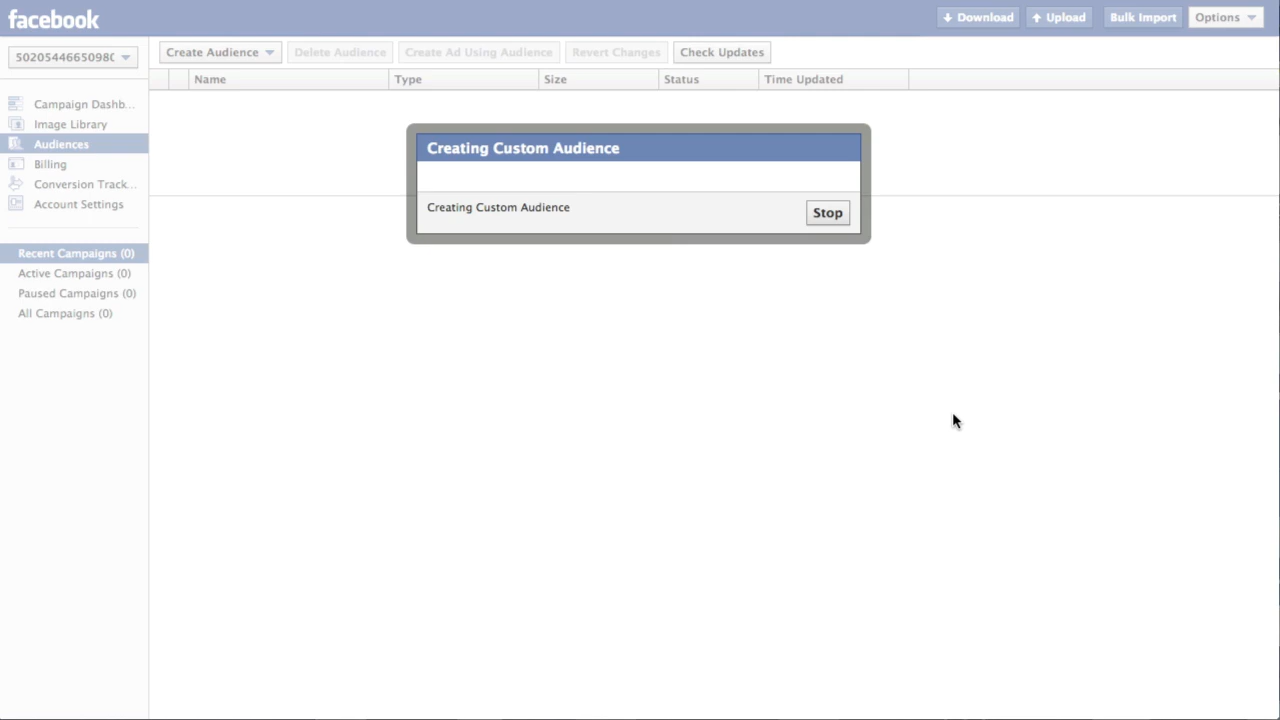 facebook
Download
Upload
Bulk Import
Options
Create Audience
Delete Audience
Create Ad Using Audience
Revert Changes
Check Updates
Name
Type
Size
Status
Time Updated
Campaign Dashb...
Image Library
Audiences
Billing
Conversion Track...
Account Settings
Recent Campaigns (0)
Active Campaigns (0)
Paused Campaigns (0)
All Campaigns (0)
Creating Custom Audience
Creating Custom Audience
Stop